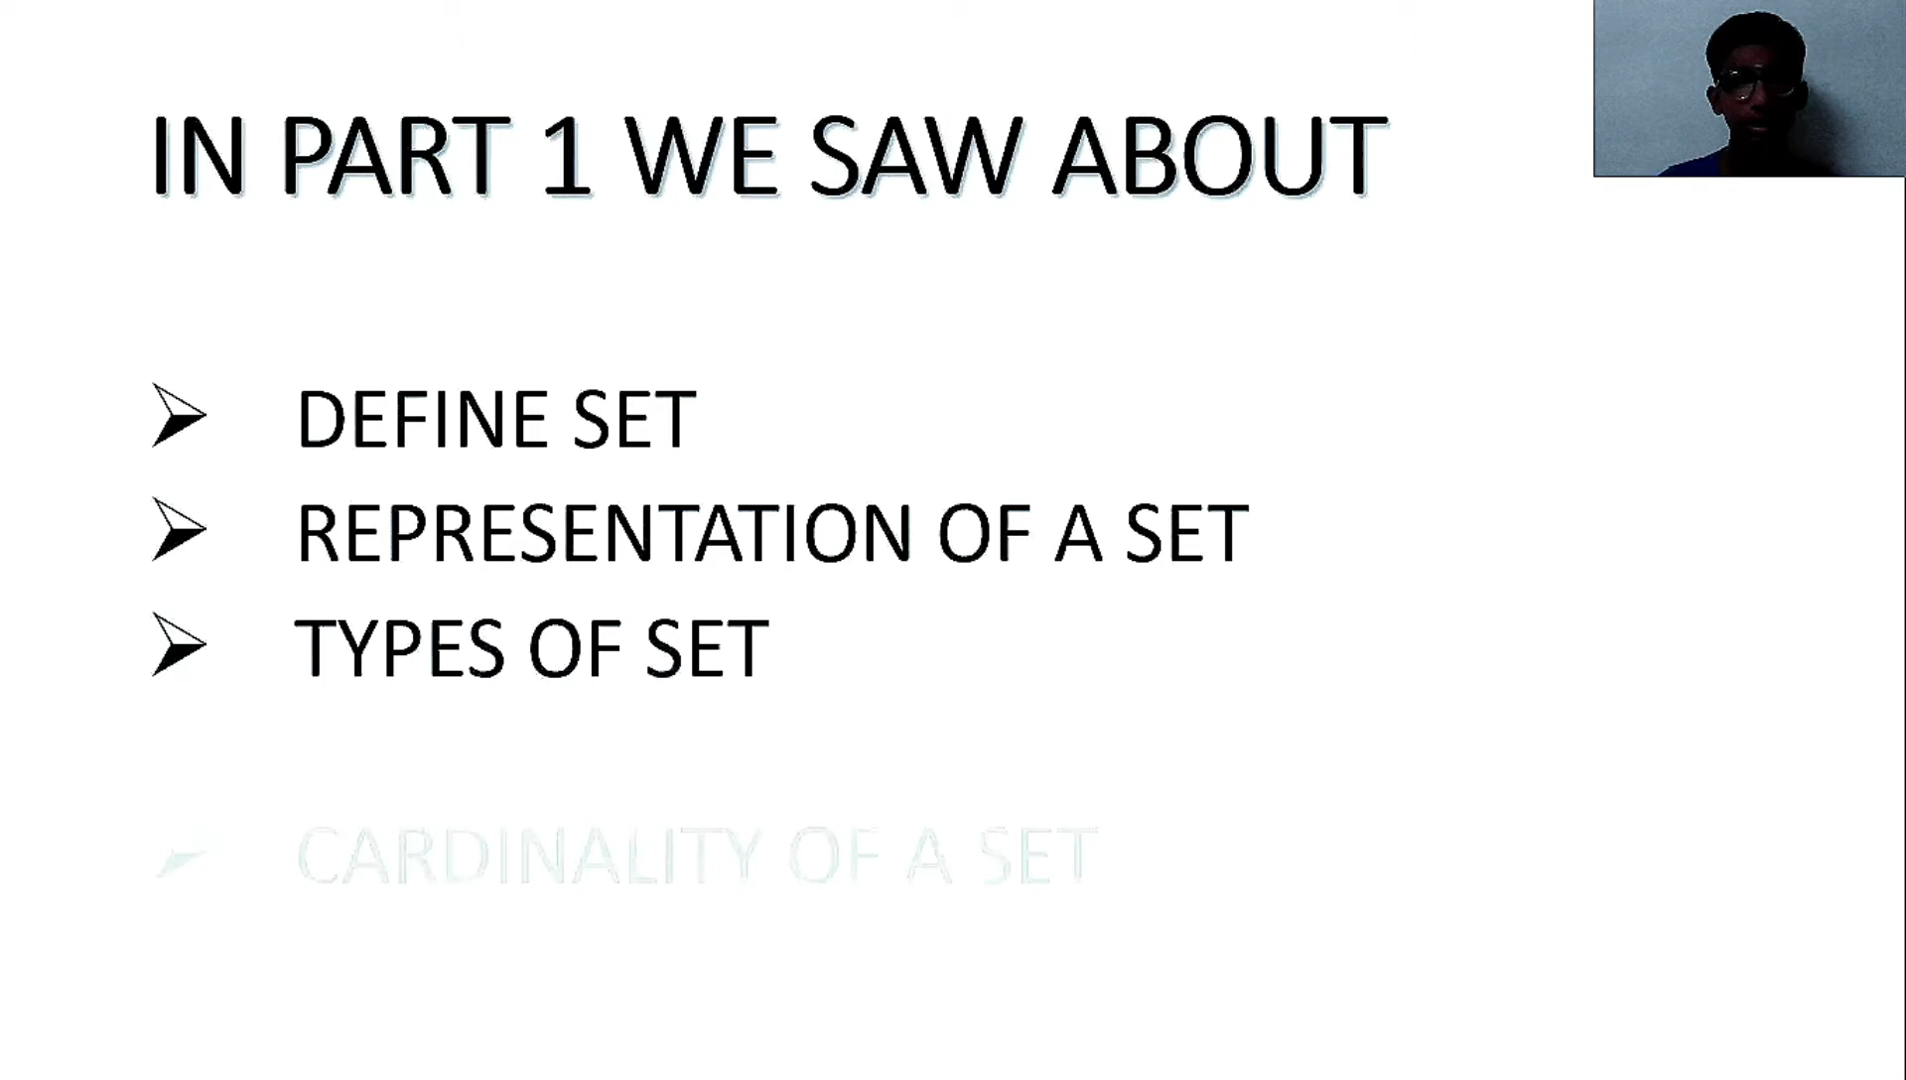 IN PART 1 WE SAW ABOUT
DEFINE SET
REPRESENTATION OF A SET
TYPES OF SET
CARDINALITY OF A SET